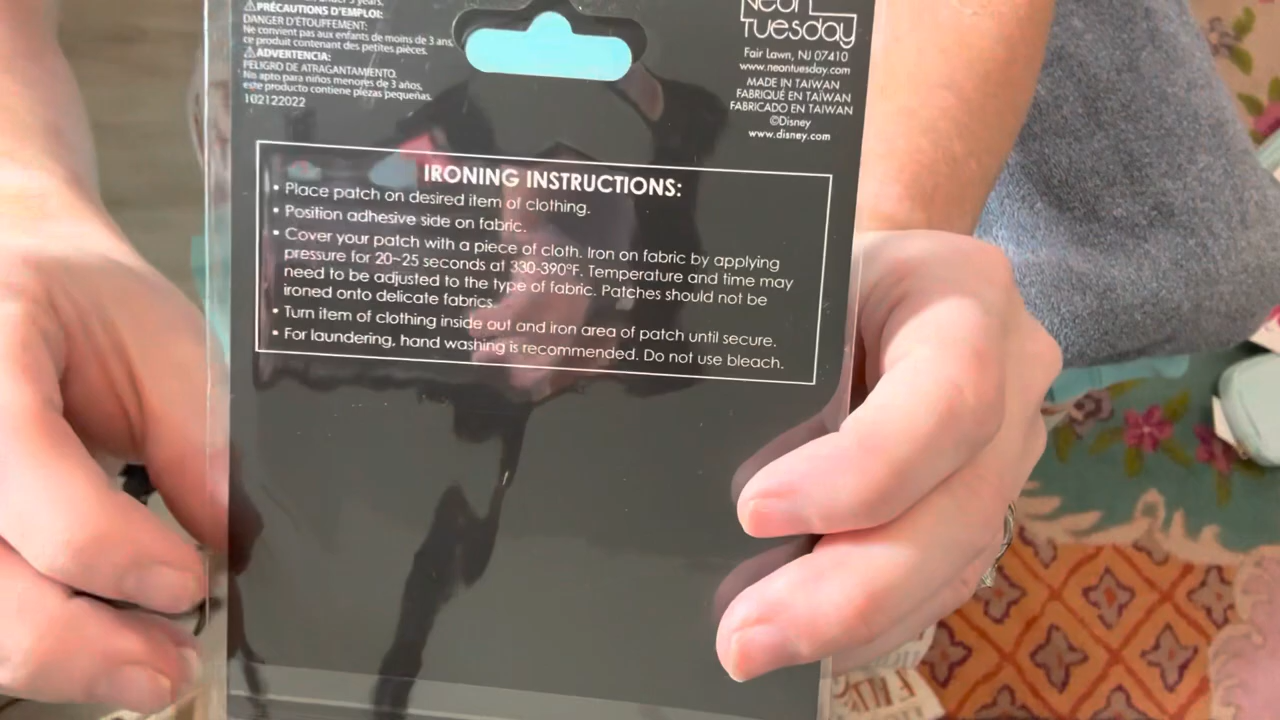 ⚠PRÉCAUTIONS D'EMPLOI:
DANGER D'ÉTOUFFEMENT:
Ne convient pas aux enfants de moins de 3 ans,
ce produit contenant des petites pièces.
⚠ADVERTENCIA:
PELIGRO DE ATRAGANTAMIENTO.
No apto para niños menores de 3 años,
este producto contiene piezas pequeñas.
102122022
Neon
Tuesday
Fair Lawn, NJ 07410
www.neontuesday.com
MADE IN TAIWAN
FABRIQUÉ EN TAÏWAN
FABRICADO EN TAIWAN
©Disney
www.disney.com
IRONING INSTRUCTIONS:
• Place patch on desired item of clothing.
• Position adhesive side on fabric.
• Cover your patch with a piece of cloth. Iron on fabric by applying
pressure for 20~25 seconds at 330-390°F. Temperature and time may
need to be adjusted to the type of fabric. Patches should not be
ironed onto delicate fabrics.
• Turn item of clothing inside out and iron area of patch until secure.
• For laundering, hand washing is recommended. Do not use bleach.